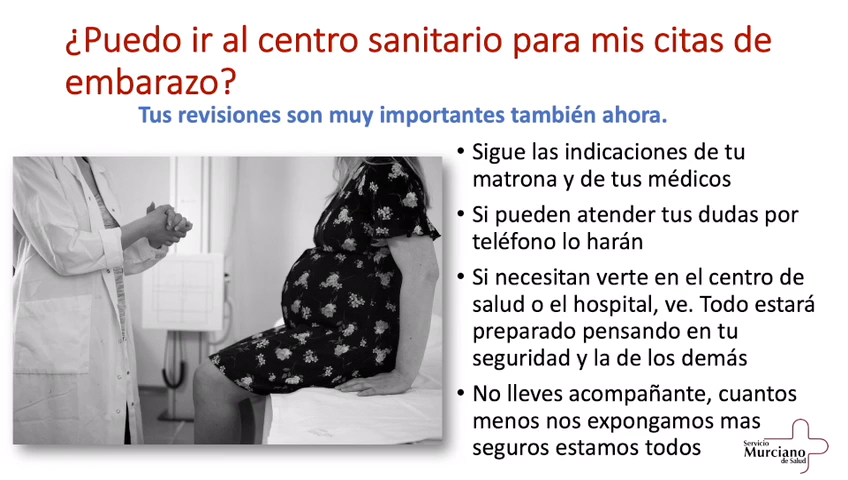 ¿Puedo ir al centro sanitario para mis citas de
embarazo?
Tus revisiones son muy importantes también ahora.
• Sigue las indicaciones de tu
matrona y de tus médicos
• Si pueden atender tus dudas por
teléfono lo harán
• Si necesitan verte en el centro de
salud o el hospital, ve. Todo estará
preparado pensando en tu
seguridad y la de los demás
• No lleves acompañante, cuantos
menos nos expongamos mas
seguros estamos todos
Servicio
Murciano
de Salud